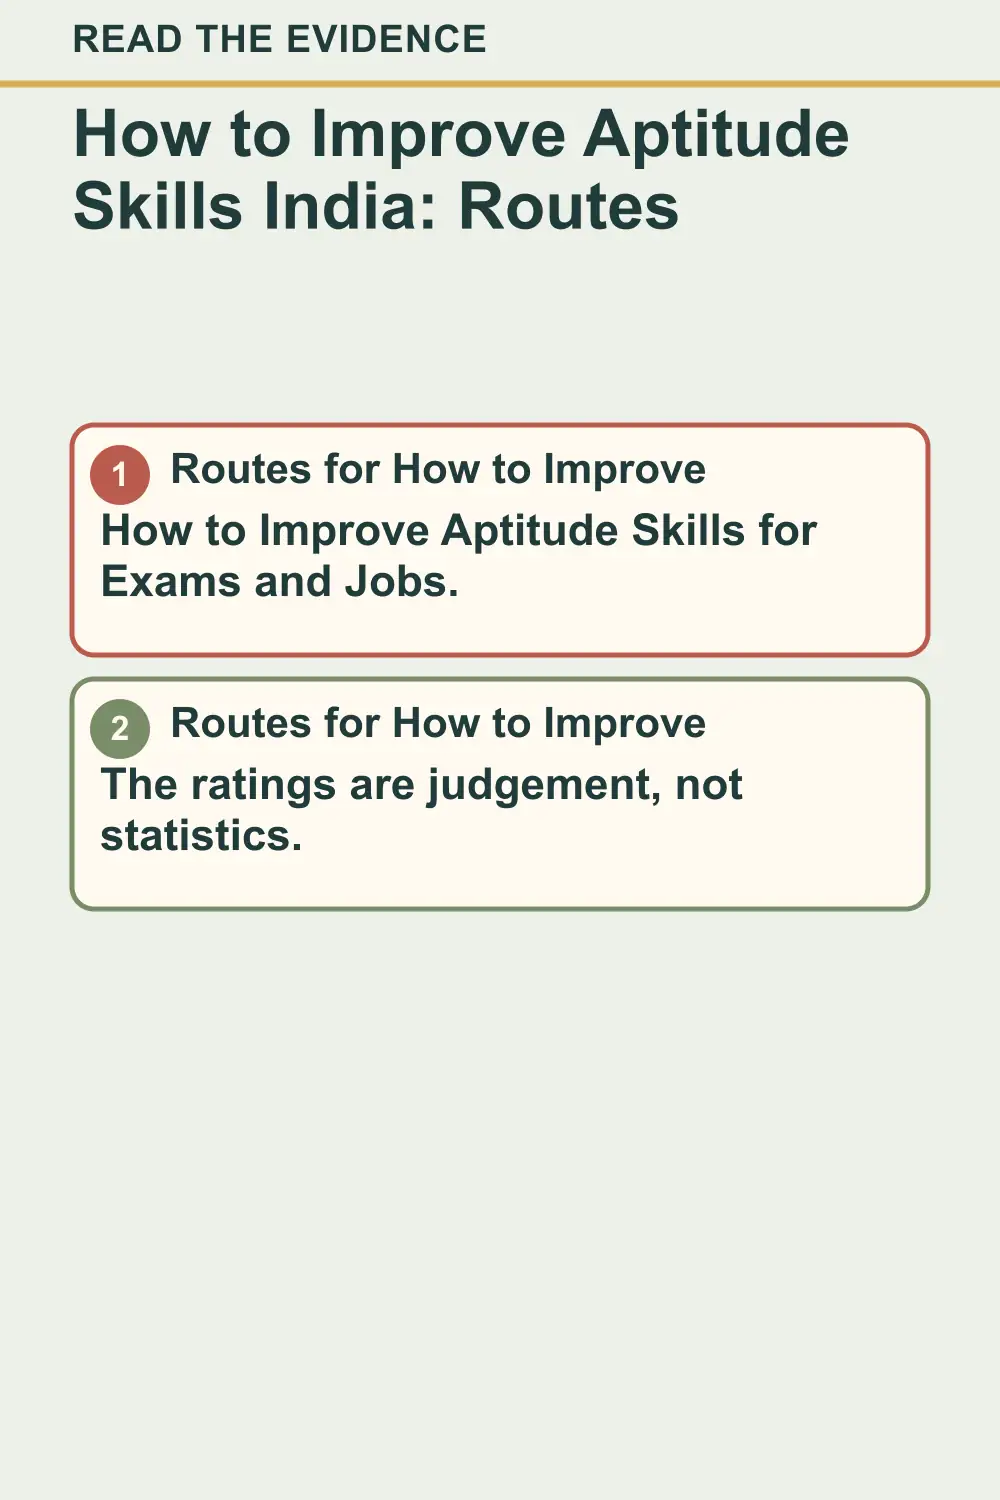 READ THE EVIDENCE
How to Improve Aptitude
Skills India: Routes
1
Routes for How to Improve
How to Improve Aptitude Skills for
Exams and Jobs.
2
Routes for How to Improve
The ratings are judgement, not
statistics.